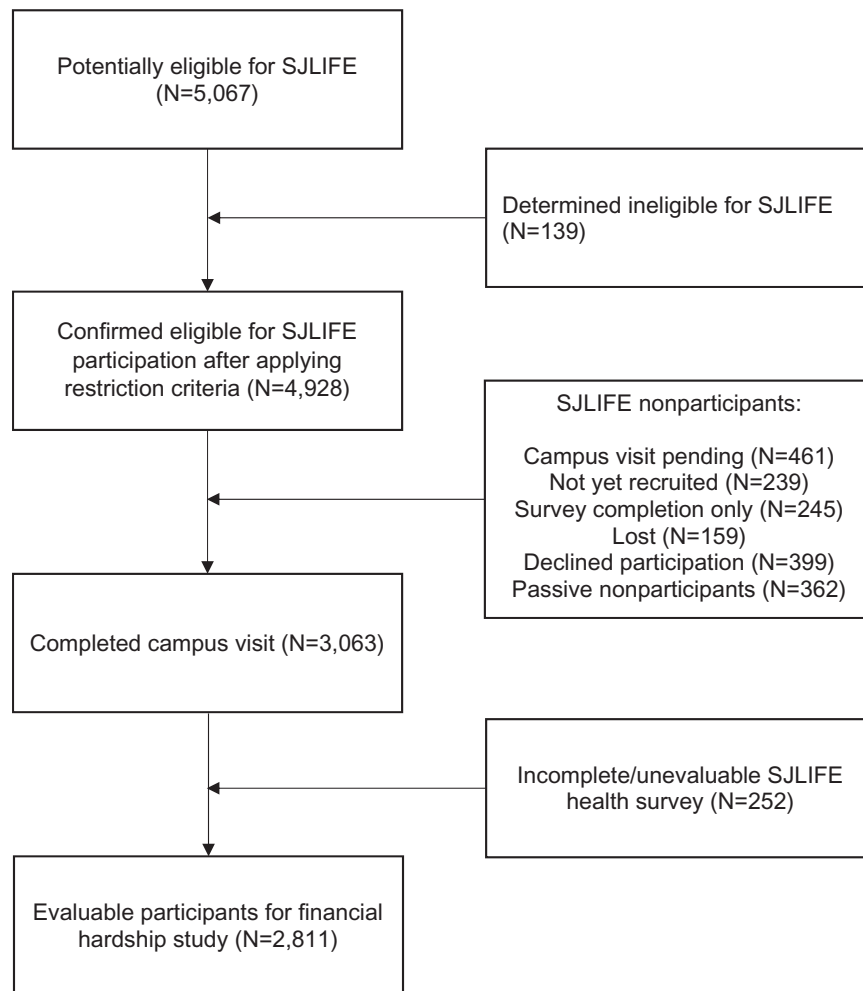 Potentially eligible for SJLIFE
(N=5,067)
Determined ineligible for SJLIFE
(N=139)
Confirmed eligible for SJLIFE
participation after applying
restriction criteria (N=4,928)
SJLIFE nonparticipants:
Campus visit pending (N=461)
Not yet recruited (N=239)
Survey completion only (N=245)
Lost (N=159)
Declined participation (N=399)
Passive nonparticipants (N=362)
Completed campus visit (N=3,063)
Incomplete/unevaluable SJLIFE
health survey (N=252)
Evaluable participants for financial
hardship study (N=2,811)